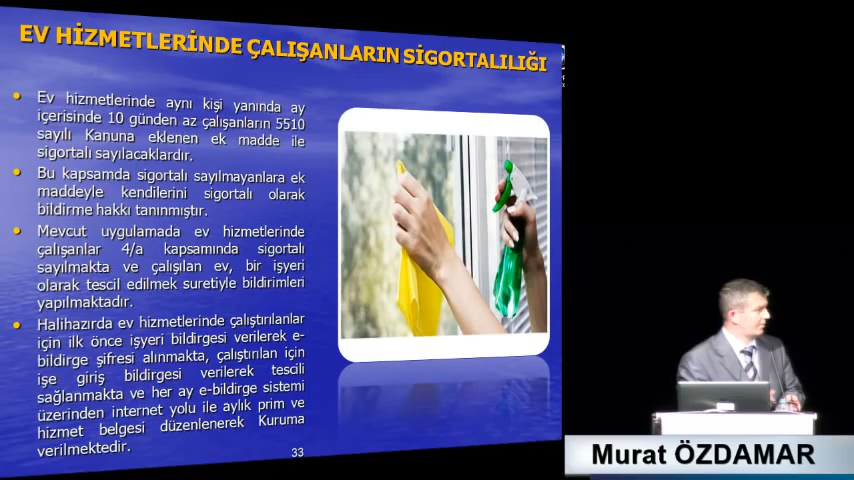 EV HİZMETLERİNDE ÇALIŞANLARIN SİGORTALILIĞI
• Ev hizmetlerinde aynı kişi yanında ay
içerisinde 10 günden az çalışanların 5510
sayılı Kanuna eklenen ek madde ile
sigortalı sayılacaklardır.
• Bu kapsamda sigortalı sayılmayanlara ek
maddeyle kendilerini sigortalı olarak
bildirme hakkı tanınmıştır.
• Mevcut uygulamada ev hizmetlerinde
çalışanlar 4/a kapsamında sigortalı
sayılmakta ve çalışılan ev, bir işyeri
olarak tescil edilmek suretiyle bildirimleri
yapılmaktadır.
• Halihazırda ev hizmetlerinde çalıştırılanlar
için ilk önce işyeri bildirgesi verilerek e-
bildirge şifresi alınmakta, çalıştırılan için
işe giriş bildirgesi verilerek tescili
sağlanmakta ve her ay e-bildirge sistemi
üzerinden internet yolu ile aylık prim ve
hizmet belgesi düzenlenerek Kuruma
verilmektedir.
33
Murat ÖZDAMAR